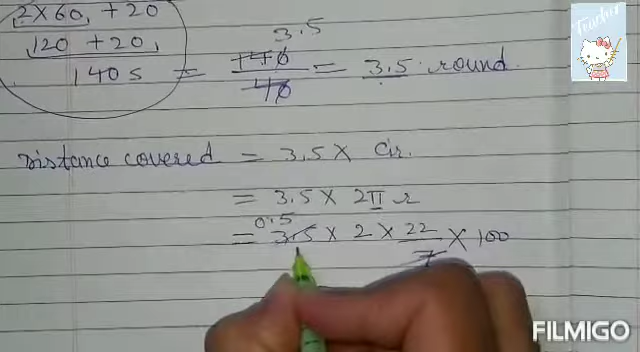 2×60, +20
120 +20,
140s = 140/40 = 3.5 round.
3.5
Distance covered = 3.5 × Cir.
= 3.5 × 2π r
0.5
= 3.5 × 2 × 22/7 × 100
Teacher
FILMIGO